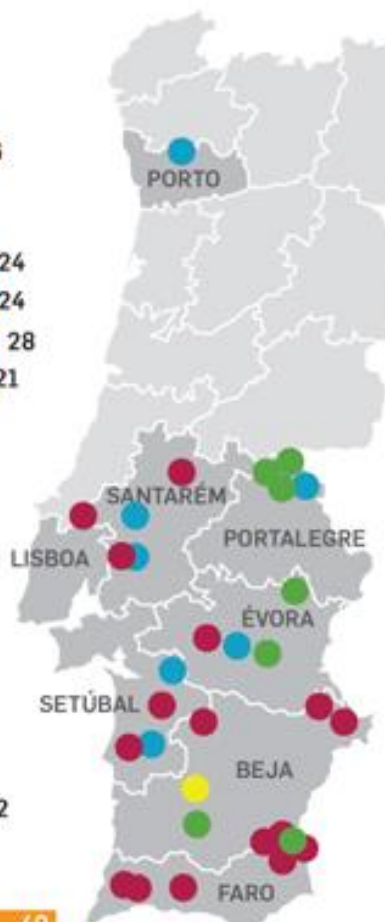 PORTO
24
24
28
21
SANTARÉM
PORTALEGRE
LISBOA
ÉVORA
SETÚBAL
BEJA
2
FARO